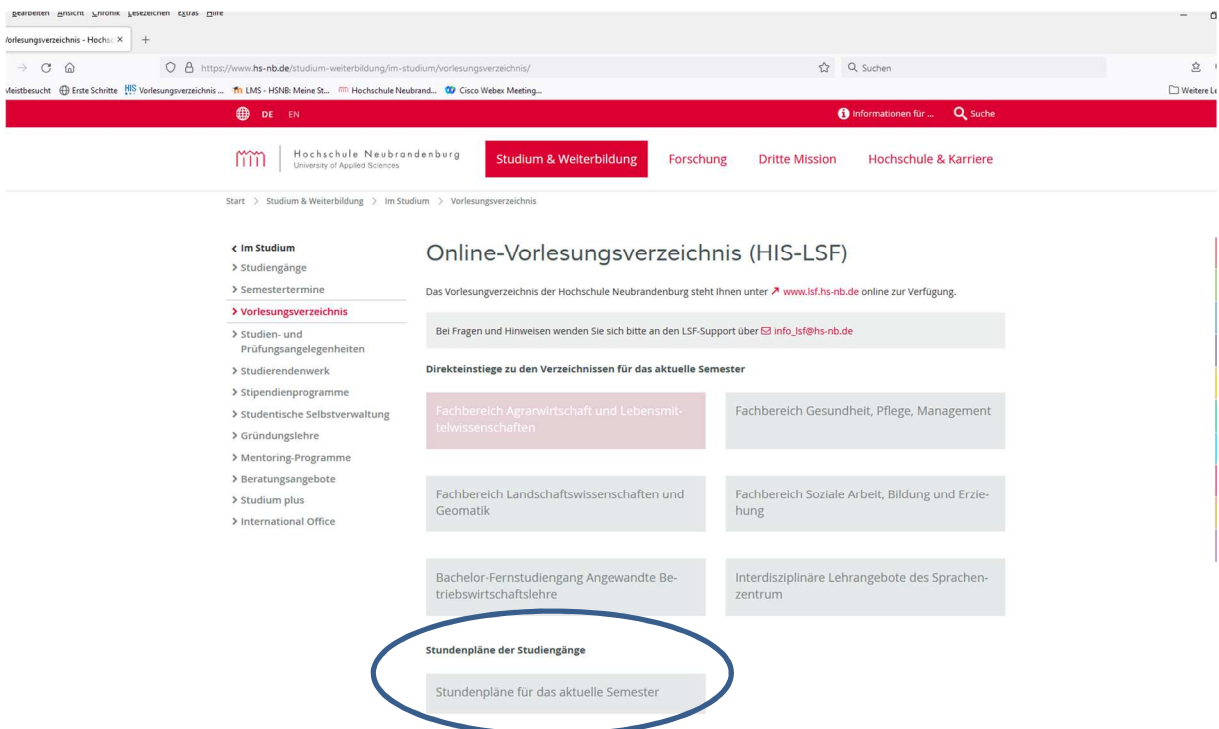 Bearbeiten Ansicht Chronik Lesezeichen Extras Hilfe
Vorlesungsverzeichnis - Hochsc
https://www.hs-nb.de/studium-weiterbildung/im-studium/vorlesungsverzeichnis/
Suchen
Meistbesucht Erste Schritte HIS Vorlesungsverzeichnis ... LMS - HSNB: Meine St... Hochschule Neubrand... Cisco Webex Meeting...
Weitere Le
DE EN
Informationen für ... Suche
Hochschule Neubrandenburg
University of Applied Sciences
Studium & Weiterbildung Forschung Dritte Mission Hochschule & Karriere
Start > Studium & Weiterbildung > Im Studium > Vorlesungsverzeichnis
Im Studium
Studiengänge
Semestertermine
Vorlesungsverzeichnis
Studien- und
Prüfungsangelegenheiten
Studierendenwerk
Stipendienprogramme
Studentische Selbstverwaltung
Gründungslehre
Mentoring-Programme
Beratungsangebote
Studium plus
International Office
Online-Vorlesungsverzeichnis (HIS-LSF)
Das Vorlesungverzeichnis der Hochschule Neubrandenburg steht Ihnen unter www.lsf.hs-nb.de online zur Verfügung.
Bei Fragen und Hinweisen wenden Sie sich bitte an den LSF-Support über info_lsf@hs-nb.de
Direkteinstiege zu den Verzeichnissen für das aktuelle Semester
Fachbereich Agrarwirtschaft und Lebensmit-
telwissenschaften
Fachbereich Gesundheit, Pflege, Management
Fachbereich Landschaftswissenschaften und
Geomatik
Fachbereich Soziale Arbeit, Bildung und Erzie-
hung
Bachelor-Fernstudiengang Angewandte Be-
triebswirtschaftslehre
Interdisziplinäre Lehrangebote des Sprachen-
zentrum
Stundenpläne der Studiengänge
Stundenpläne für das aktuelle Semester